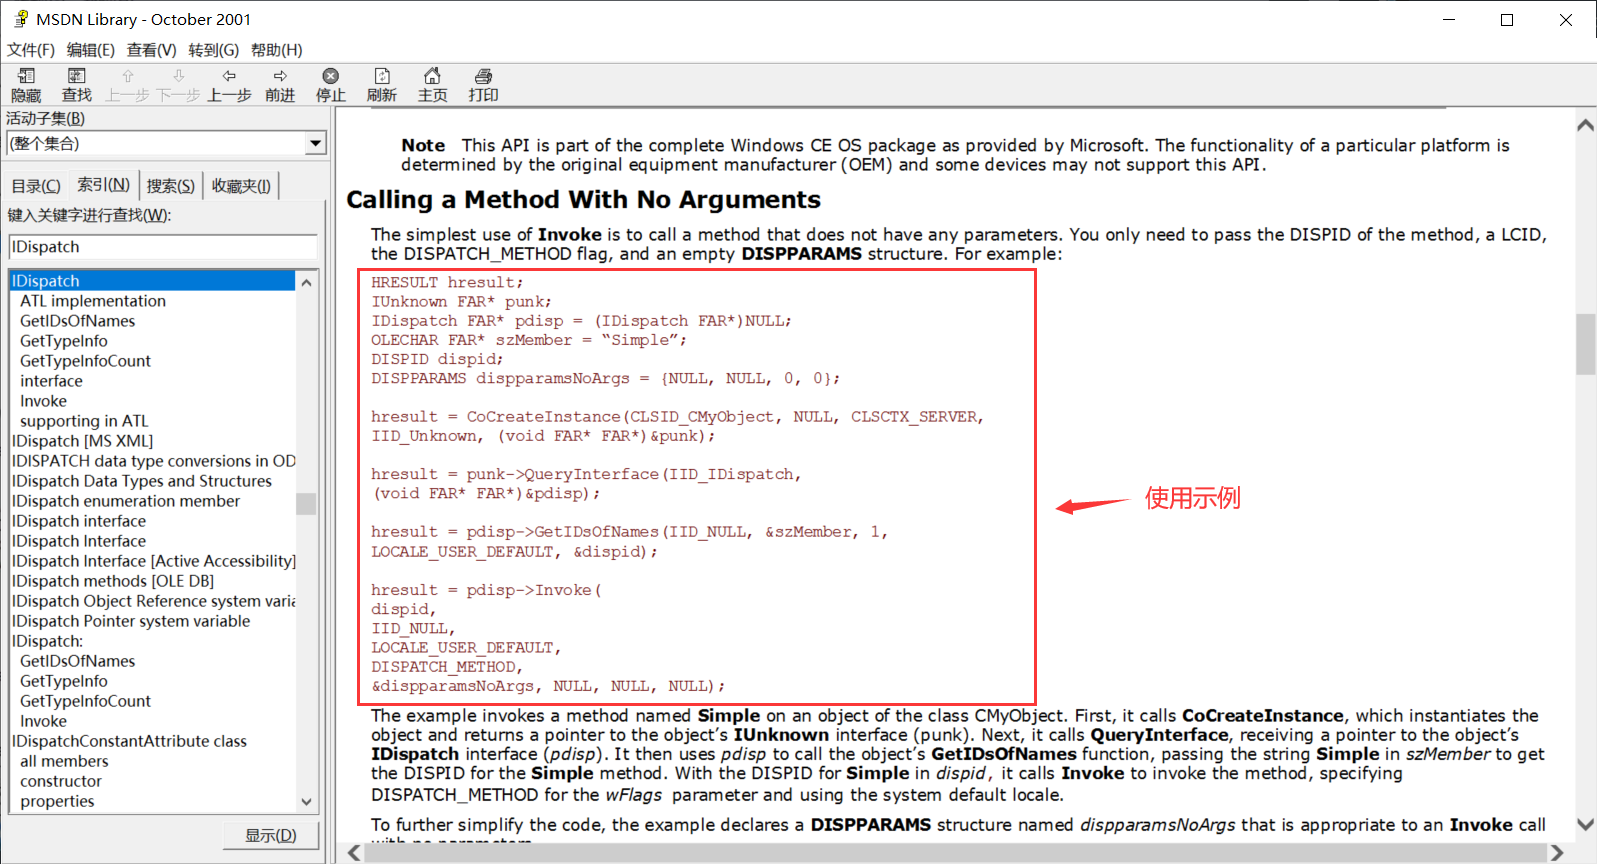 MSDN Library - October 2001
文件(F) 编辑(E) 查看(V) 转到(G) 帮助(H)
隐藏 查找 上一步 下一步 上一步 前进 停止 刷新 主页 打印
活动子集(B)
(整个集合)
目录(C) 索引(N) 搜索(S) 收藏夹(I)
键入关键字进行查找(W):
IDispatch
IDispatch
ATL implementation
GetIDsOfNames
GetTypeInfo
GetTypeInfoCount
interface
Invoke
supporting in ATL
IDispatch [MS XML]
IDISPATCH data type conversions in OD
IDispatch Data Types and Structures
IDispatch enumeration member
IDispatch interface
IDispatch Interface
IDispatch Interface [Active Accessibility]
IDispatch methods [OLE DB]
IDispatch Object Reference system varia
IDispatch Pointer system variable
IDispatch:
GetIDsOfNames
GetTypeInfo
GetTypeInfoCount
Invoke
IDispatchConstantAttribute class
all members
constructor
properties
显示(D)
Note This API is part of the complete Windows CE OS package as provided by Microsoft. The functionality of a particular platform is
determined by the original equipment manufacturer (OEM) and some devices may not support this API.
Calling a Method With No Arguments
The simplest use of Invoke is to call a method that does not have any parameters. You only need to pass the DISPID of the method, a LCID,
the DISPATCH_METHOD flag, and an empty DISPPARAMS structure. For example:
HRESULT hresult;
IUnknown FAR* punk;
IDispatch FAR* pdisp = (IDispatch FAR*)NULL;
OLECHAR FAR* szMember = “Simple”;
DISPID dispid;
DISPPARAMS dispparamsNoArgs = {NULL, NULL, 0, 0};
hresult = CoCreateInstance(CLSID_CMyObject, NULL, CLSCTX_SERVER,
IID_Unknown, (void FAR* FAR*)&punk);
hresult = punk->QueryInterface(IID_IDispatch,
(void FAR* FAR*)&pdisp);
hresult = pdisp->GetIDsOfNames(IID_NULL, &szMember, 1,
LOCALE_USER_DEFAULT, &dispid);
hresult = pdisp->Invoke(
dispid,
IID_NULL,
LOCALE_USER_DEFAULT,
DISPATCH_METHOD,
&dispparamsNoArgs, NULL, NULL, NULL);
使用示例
The example invokes a method named Simple on an object of the class CMyObject. First, it calls CoCreateInstance, which instantiates the
object and returns a pointer to the object’s IUnknown interface (punk). Next, it calls QueryInterface, receiving a pointer to the object’s
IDispatch interface (pdisp). It then uses pdisp to call the object’s GetIDsOfNames function, passing the string Simple in szMember to get
the DISPID for the Simple method. With the DISPID for Simple in dispid, it calls Invoke to invoke the method, specifying
DISPATCH_METHOD for the wFlags parameter and using the system default locale.
To further simplify the code, the example declares a DISPPARAMS structure named dispparamsNoArgs that is appropriate to an Invoke call